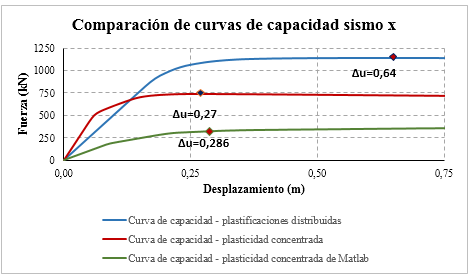 Comparación de curvas de capacidad sismo x
Fuerza (kN)
1250
1000
750
500
250
0
Δu=0,64
Δu=0,27
Δu=0,286
0,00 0,25 0,50 0,75
Desplazamiento (m)
Curva de capacidad - plastificaciones distribuidas
Curva de capacidad - plasticidad concentrada
Curva de capacidad - plasticidad concentrada de Matlab